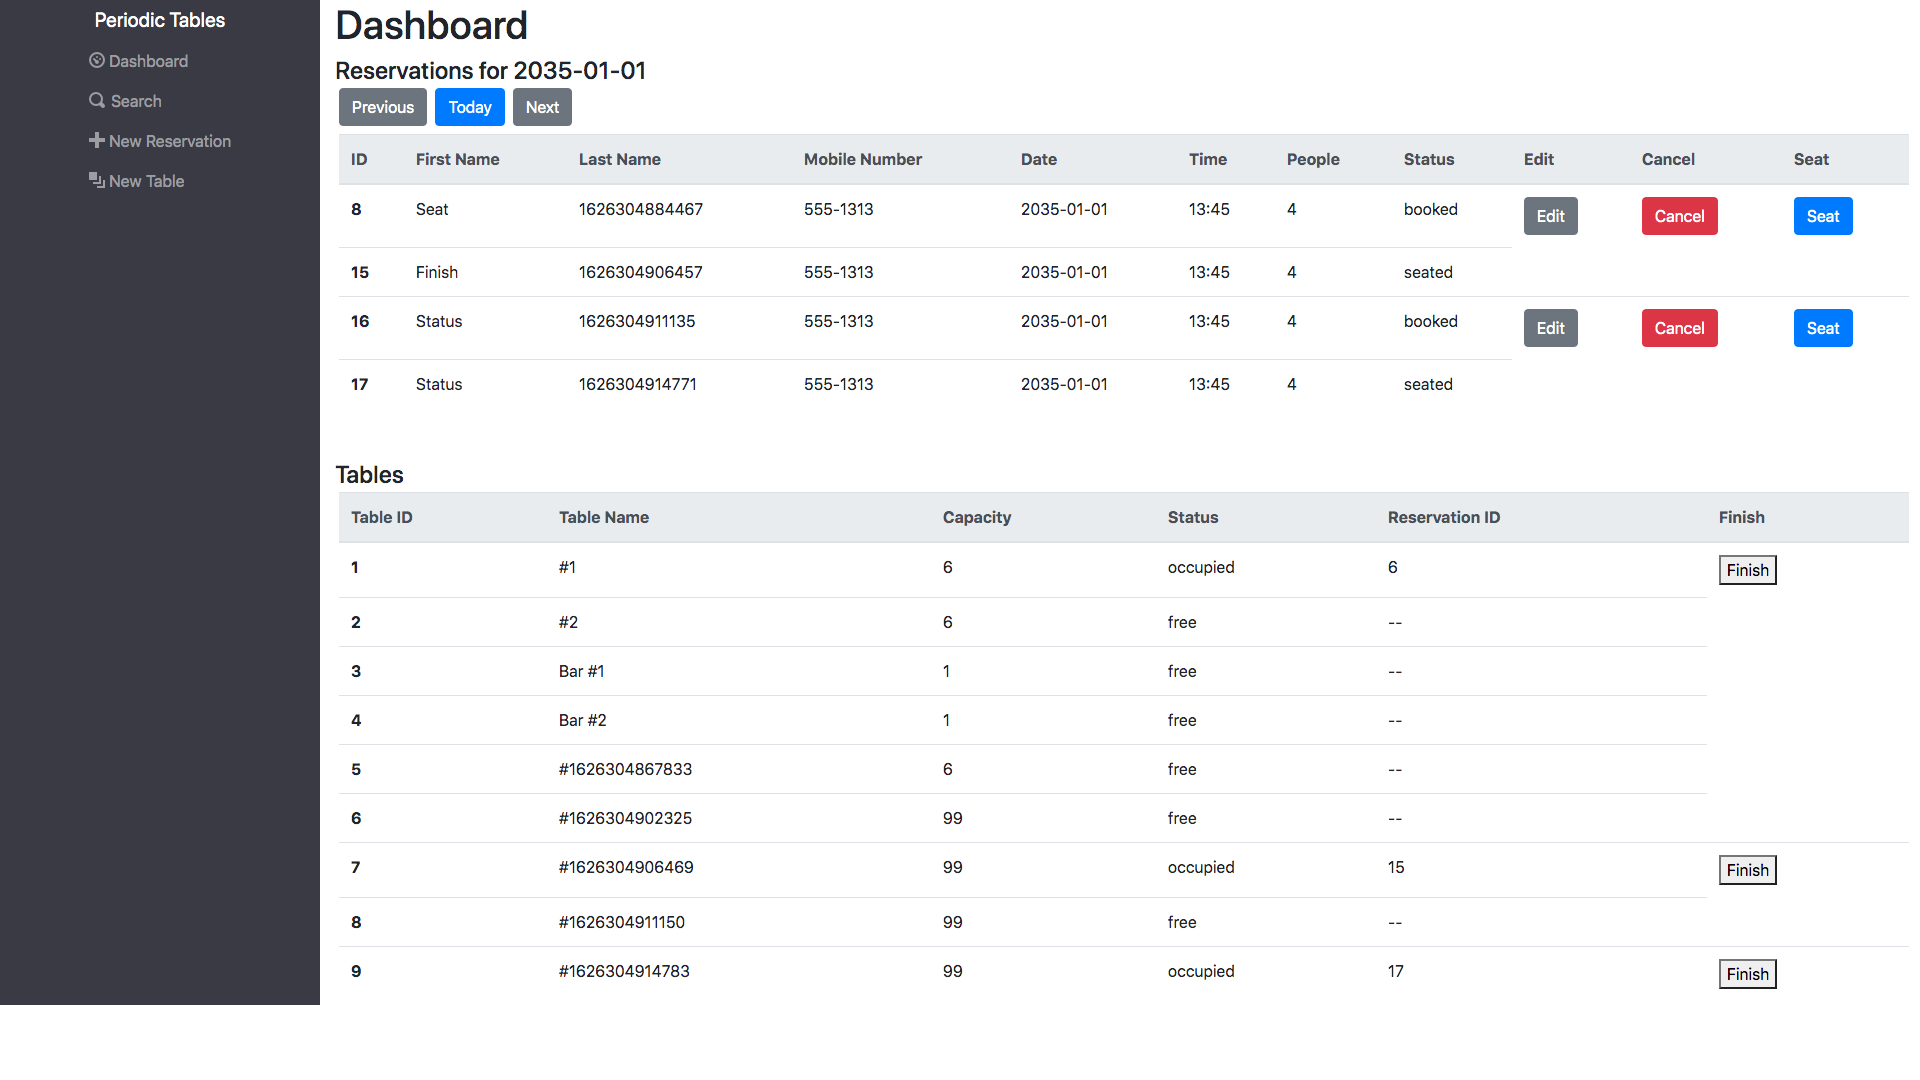 Periodic Tables
Dashboard
Search
New Reservation
New Table
Dashboard
Reservations for 2035-01-01
Previous Today Next
ID First Name Last Name Mobile Number Date Time People Status Edit Cancel Seat
8 Seat 1626304884467 555-1313 2035-01-01 13:45 4 booked Edit Cancel Seat
15 Finish 1626304906457 555-1313 2035-01-01 13:45 4 seated
16 Status 1626304911135 555-1313 2035-01-01 13:45 4 booked Edit Cancel Seat
17 Status 1626304914771 555-1313 2035-01-01 13:45 4 seated
Tables
Table ID Table Name Capacity Status Reservation ID Finish
1 #1 6 occupied 6 Finish
2 #2 6 free --
3 Bar #1 1 free --
4 Bar #2 1 free --
5 #1626304867833 6 free --
6 #1626304902325 99 free --
7 #1626304906469 99 occupied 15 Finish
8 #1626304911150 99 free --
9 #1626304914783 99 occupied 17 Finish